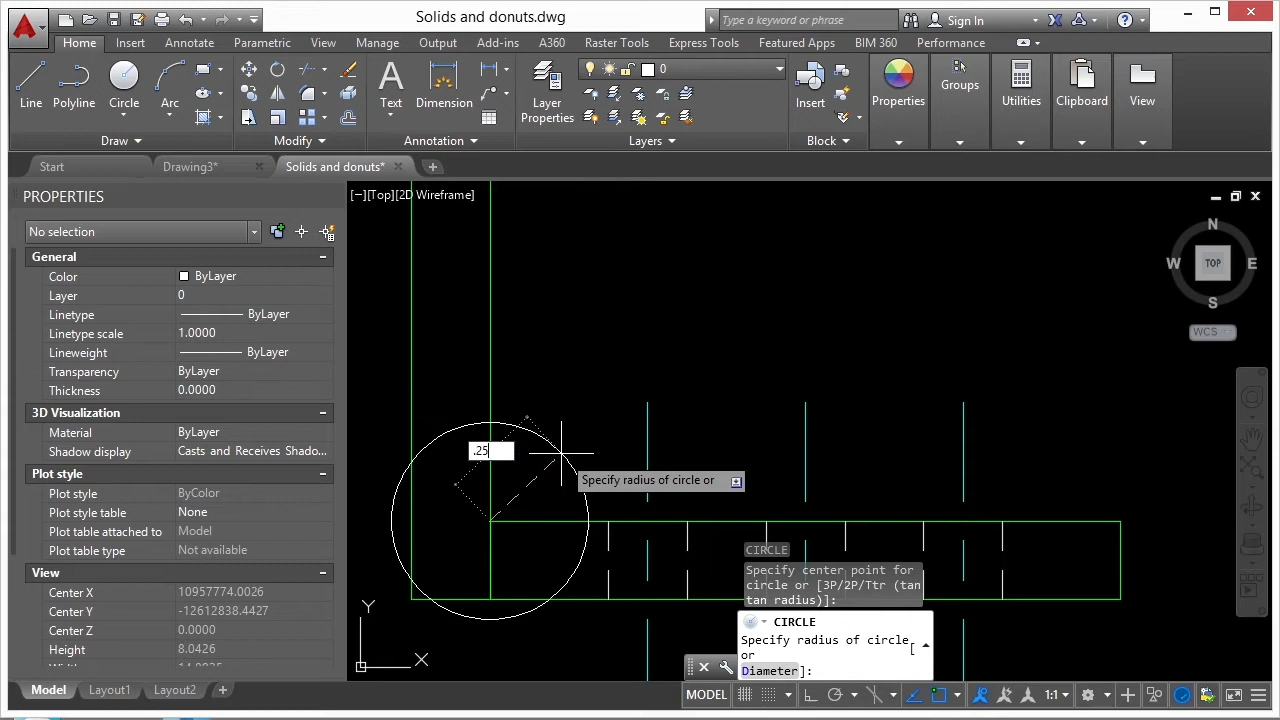 Solids and donuts.dwg
Type a keyword or phrase
Sign In
Home Insert Annotate Parametric View Manage Output Add-ins A360 Raster Tools Express Tools Featured Apps BIM 360 Performance
Line Polyline Circle Arc
Text Dimension
Layer Properties
0
Insert
Properties Groups Utilities Clipboard View
Draw Modify Annotation Layers Block
Start Drawing3* Solids and donuts*
PROPERTIES
No selection
General
Color ByLayer
Layer 0
Linetype ByLayer
Linetype scale 1.0000
Lineweight ByLayer
Transparency ByLayer
Thickness 0.0000
3D Visualization
Material ByLayer
Shadow display Casts and Receives Shado...
Plot style
Plot style ByColor
Plot style table None
Plot table attached to Model
Plot table type Not available
View
Center X 10957774.0026
Center Y -12612838.4427
Center Z 0.0000
Height 8.0426
[−][Top][2D Wireframe]
N
W TOP E
S
WCS
.25
Specify radius of circle or
CIRCLE
Specify center point for
circle or [3P/2P/Ttr (tan
tan radius)]:
CIRCLE
Specify radius of circle [
or
Diameter]:
Y
X
Model Layout1 Layout2
MODEL 1:1